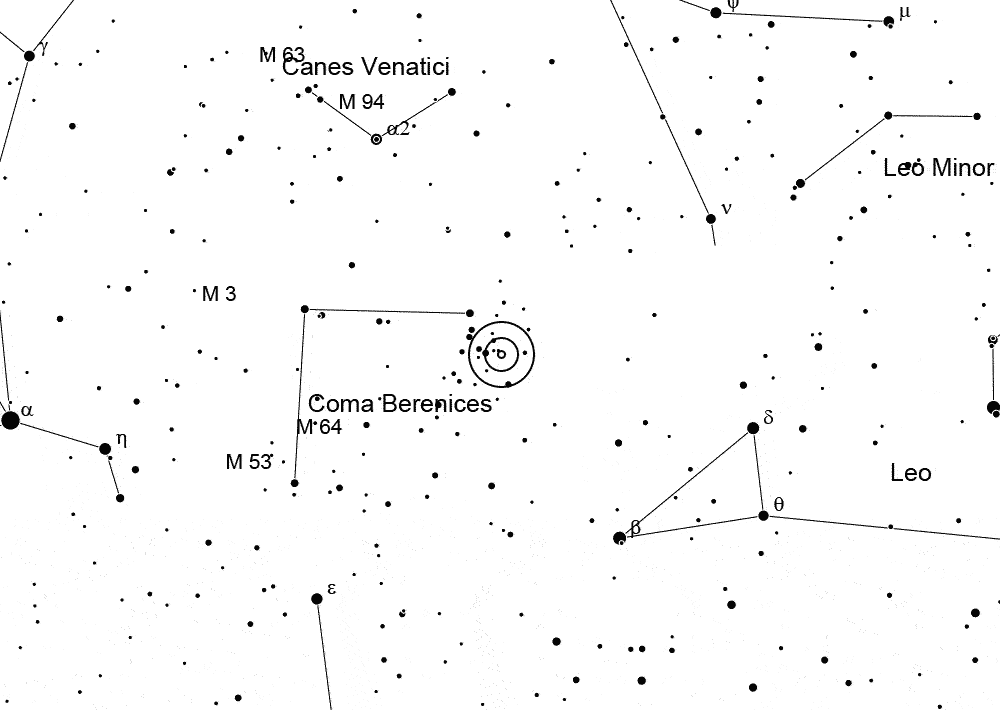 ψ
μ
γ
M 63
Canes Venatici
M 94
α2
Leo Minor
ν
M 3
Coma Berenices
α
M 64
δ
η
M 53
Leo
θ
β
ε